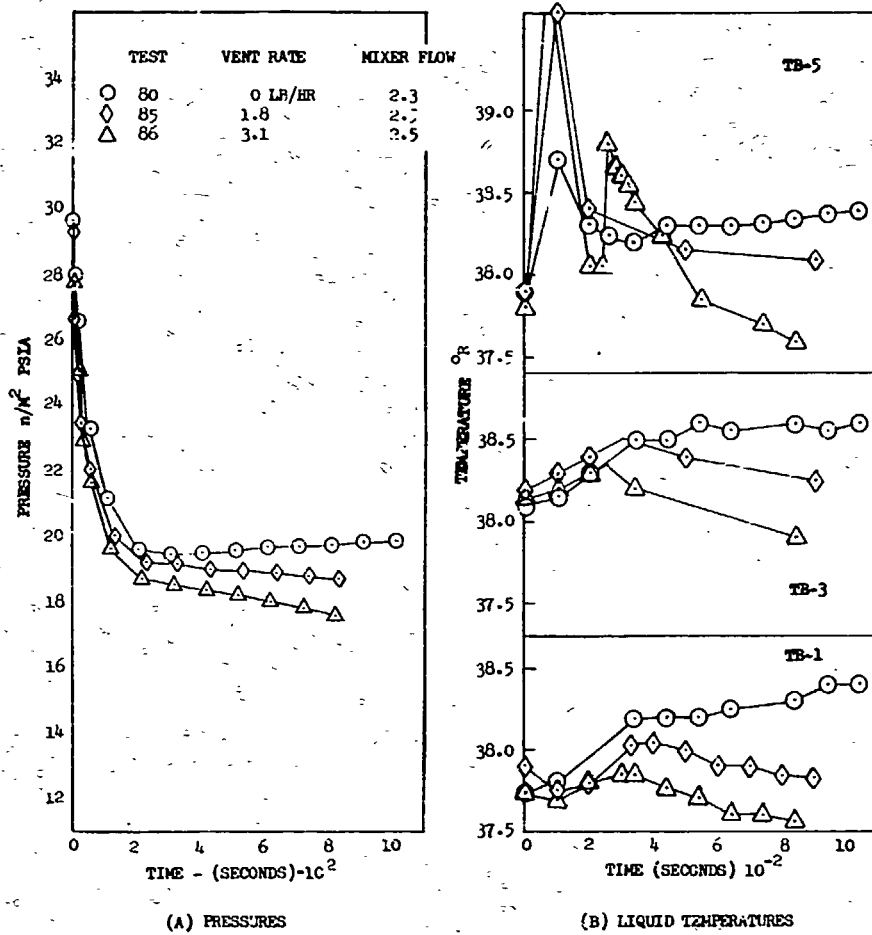 TEST VENT RATE MIXER FLOW
80 0 LB/HR 2.3
85 1.8
86 3.1 2.5
34
32
30
28
26
24
22
20
18
16
14
12
PRESSURE n/M² PSIA
0 2 4 6 8 10
TIME - (SECONDS)-10²
(A) PRESSURES
TB-5
39.0
38.5
38.0
37.5
TEMPERATURE °R
38.5
38.0
37.5
TB-3
TB-1
38.5
38.0
37.5
0 2 4 6 8 10
TIME (SECONDS) 10⁻²
(B) LIQUID TEMPERATURES